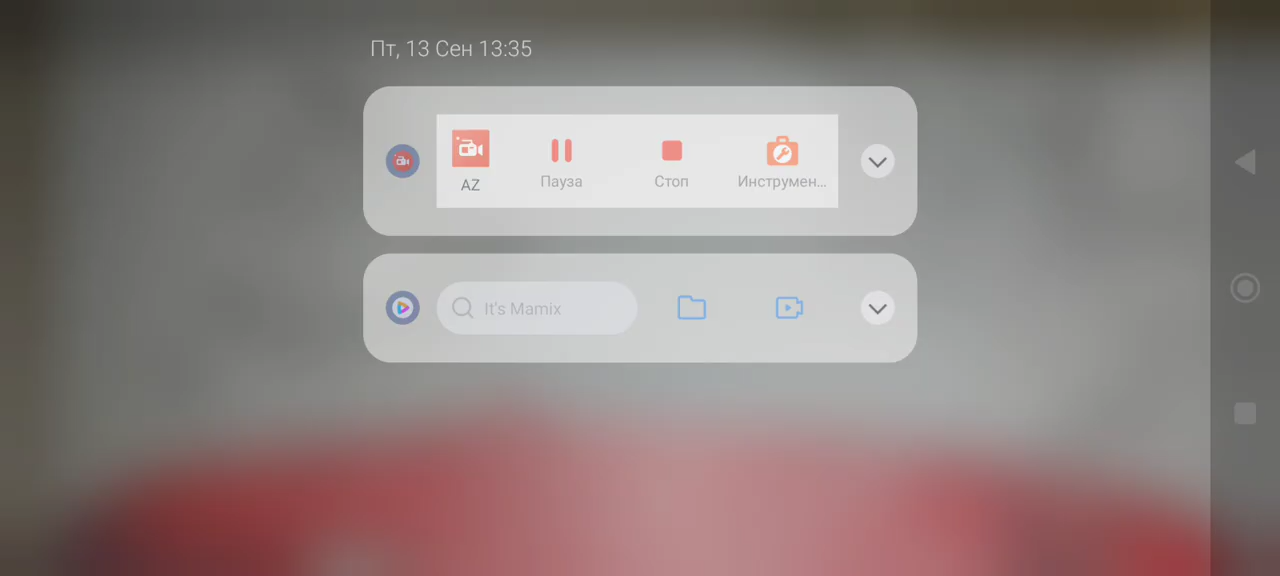 Пт, 13 Сен 13:35
AZ
Пауза
Стоп
Инструмен...
It's Mamix